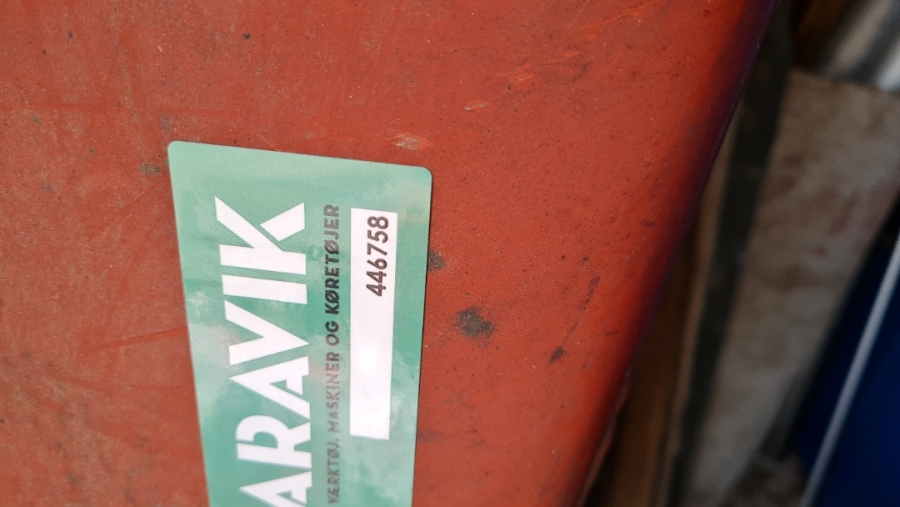 ARAVIK
VÆRKTØJ, MASKINER OG KØRETØJER
446758